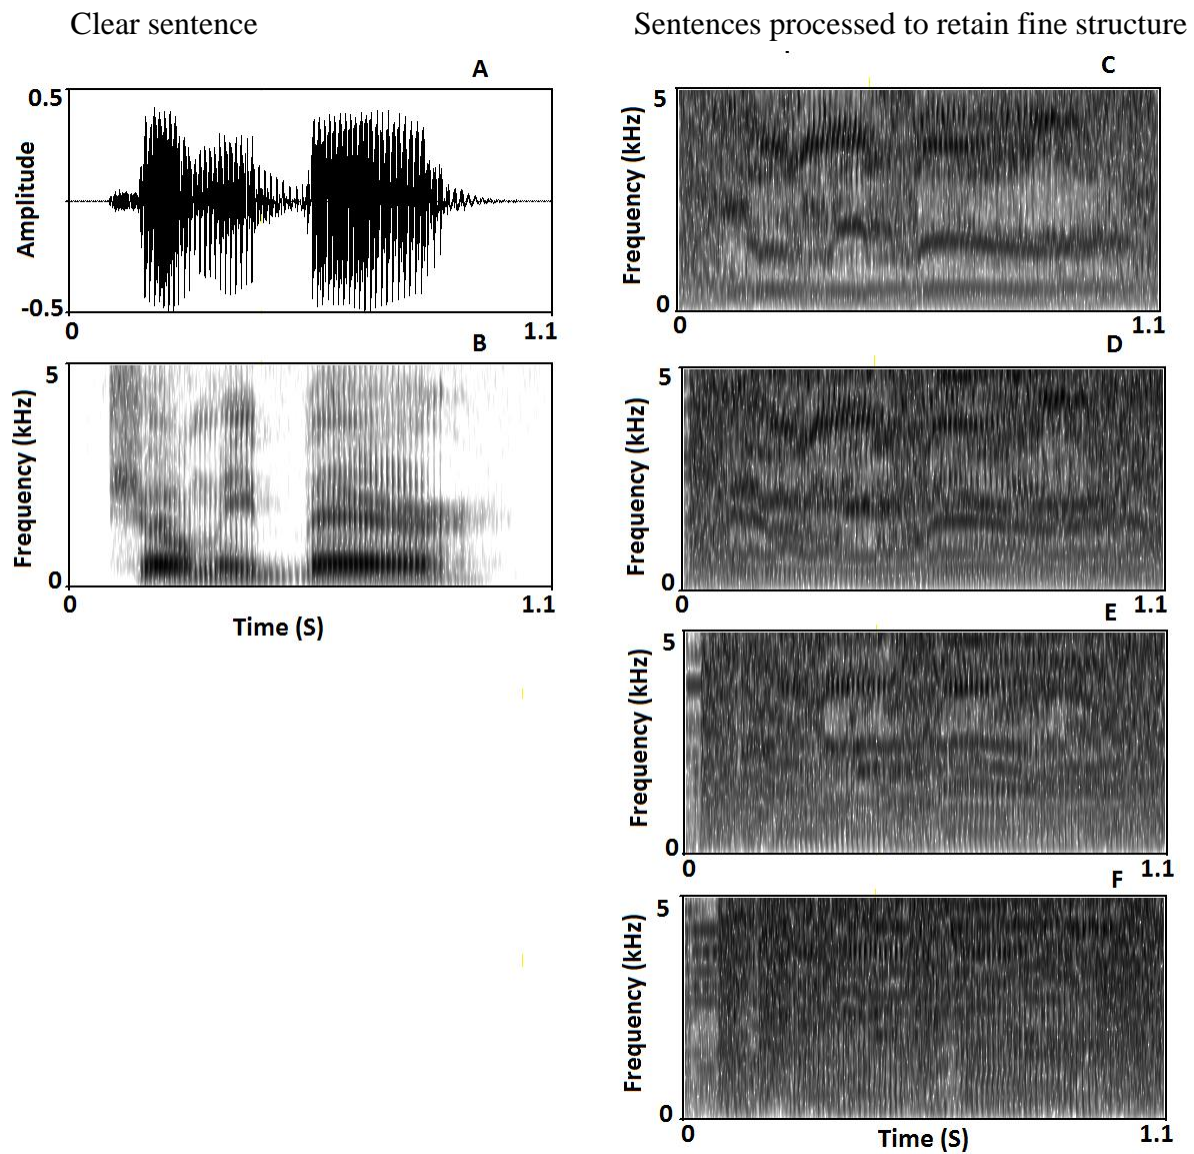 Clear sentence
Sentences processed to retain fine structure
A
0.5
Amplitude
-0.5
0
1.1
B
5
Frequency (kHz)
0
0
1.1
Time (S)
C
5
Frequency (kHz)
0
0
1.1
D
5
Frequency (kHz)
0
0
1.1
E
5
Frequency (kHz)
0
0
1.1
F
5
Frequency (kHz)
0
0
1.1
Time (S)